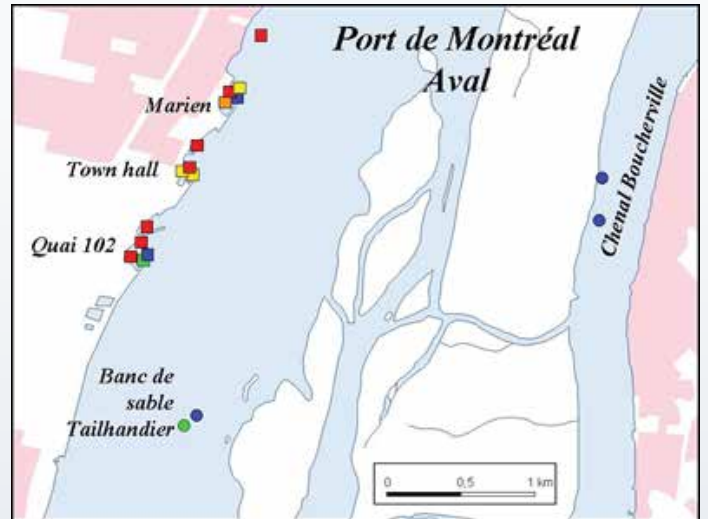 Port de Montréal
Aval
Marien
Town hall
Quai 102
Chenal Boucherville
Banc de
sable
Tailhandier
0 0,5 1 km